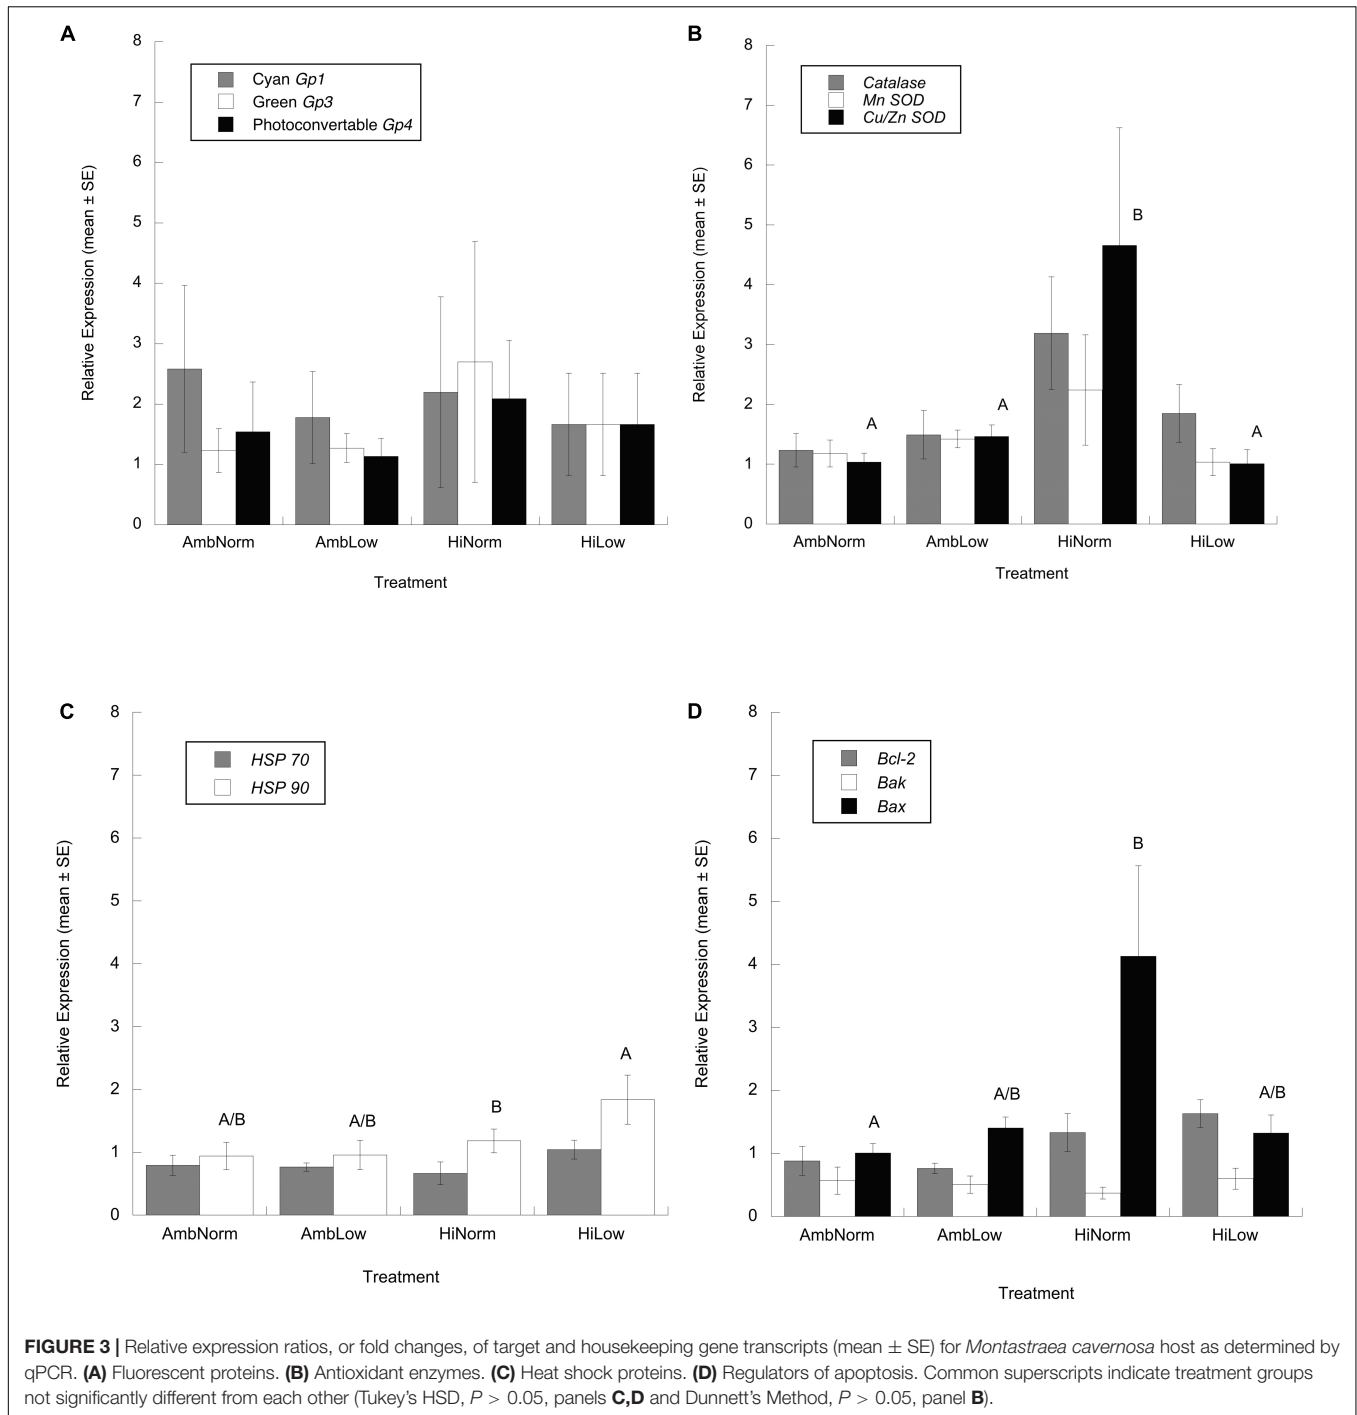 A
8
7
6
5
4
3
2
1
0
Relative Expression (mean ± SE)
Cyan Gp1
Green Gp3
Photoconvertable Gp4
AmbNorm AmbLow HiNorm HiLow
Treatment
B
8
7
6
5
4
3
2
1
0
Relative Expression (mean ± SE)
Catalase
Mn SOD
Cu/Zn SOD
A A B A
AmbNorm AmbLow HiNorm HiLow
Treatment
C
8
7
6
5
4
3
2
1
0
Relative Expression (mean ± SE)
HSP 70
HSP 90
A/B A/B B A
AmbNorm AmbLow HiNorm HiLow
Treatment
D
8
7
6
5
4
3
2
1
0
Relative Expression (mean ± SE)
Bcl-2
Bak
Bax
A A/B B A/B
AmbNorm AmbLow HiNorm HiLow
Treatment
FIGURE 3 | Relative expression ratios, or fold changes, of target and housekeeping gene transcripts (mean ± SE) for Montastraea cavernosa host as determined by
qPCR. (A) Fluorescent proteins. (B) Antioxidant enzymes. (C) Heat shock proteins. (D) Regulators of apoptosis. Common superscripts indicate treatment groups
not significantly different from each other (Tukey's HSD, P > 0.05, panels C,D and Dunnett's Method, P > 0.05, panel B).